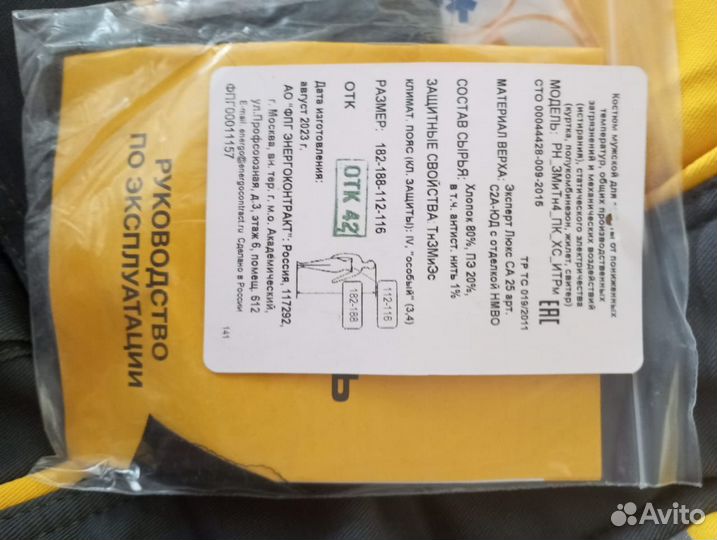 Костюм мужской для от пониженных
температур, общих производственных
загрязнений и механических воздействий
(истирания), статического электричества
(куртка, полукомбинезон, жилет, свитер)
МОДЕЛЬ: РН_ЗМиТн4_ПК_ХС_ИТРм
СТО 00044428-009-2016
ТР ТС 019/2011
ЕАС
МАТЕРИАЛ ВЕРХА: Эксперт Люкс СА 25 арт.
С2А-ЮД с отделкой НМВО
СОСТАВ СЫРЬЯ: Хлопок 80%, ПЭ 20%,
в т.ч. антист. нить 1%
ЗАЩИТНЫЕ СВОЙСТВА: ТнЗМиЭс
климат. пояс (кл. защиты): IV, "особый" (3,4)
РАЗМЕР: 182-188-112-116
112-116
182-188
ОТК
ОТК 42
Дата изготовления:
август 2023 г.
АО "ФПГ ЭНЕРГОКОНТРАКТ": Россия, 117292,
г. Москва, вн. тер. г. м.о. Академический,
ул.Профсоюзная, д.3, этаж 6, помещ. 612
E-mail: energo@energocontract.ru Сделано в России
ФПГ00011157
141
РУКОВОДСТВО
ПО ЭКСПЛУАТАЦИИ
Avito